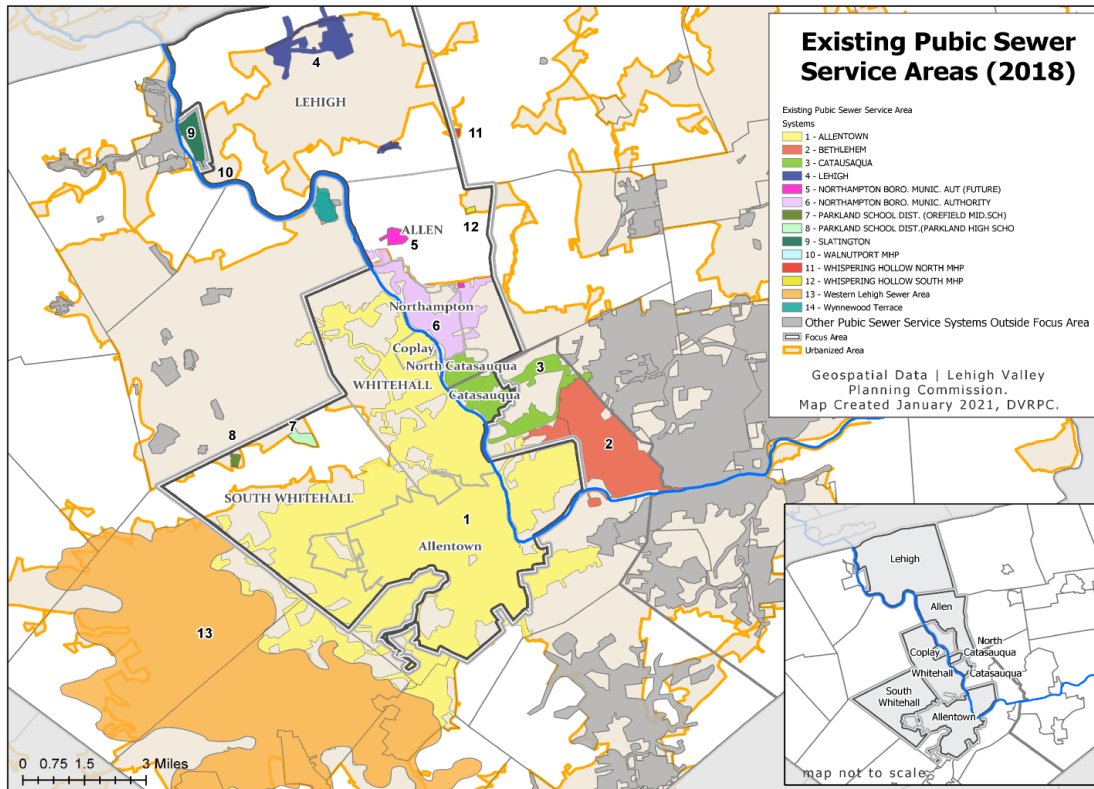 Existing Pubic Sewer
Service Areas (2018)
Existing Pubic Sewer Service Area
Systems
1 - ALLENTOWN
2 - BETHLEHEM
3 - CATAUSAQUA
4 - LEHIGH
5 - NORTHAMPTON BORO. MUNIC. AUT (FUTURE)
6 - NORTHAMPTON BORO. MUNIC. AUTHORITY
7 - PARKLAND SCHOOL DIST. (OREFIELD MID.SCH)
8 - PARKLAND SCHOOL DIST.(PARKLAND HIGH SCHO
9 - SLATINGTON
10 - WALNUTPORT MHP
11 - WHISPERING HOLLOW NORTH MHP
12 - WHISPERING HOLLOW SOUTH MHP
13 - Western Lehigh Sewer Area
14 - Wynnewood Terrace
Other Pubic Sewer Service Systems Outside Focus Area
Focus Area
Urbanized Area
Geospatial Data | Lehigh Valley
Planning Commission.
Map Created January 2021, DVRPC.
4
LEHIGH
9
11
10
12
ALLEN
5
Northampton
6
Coplay
North Catasauqua
3
WHITEHALL
Catasauqua
7
8
2
SOUTH WHITEHALL
1
Allentown
13
0 0.75 1.5 3 Miles
Lehigh
Allen
North
Catasauqua
Coplay
Whitehall
Catasauqua
South
Whitehall
Allentown
map not to scale